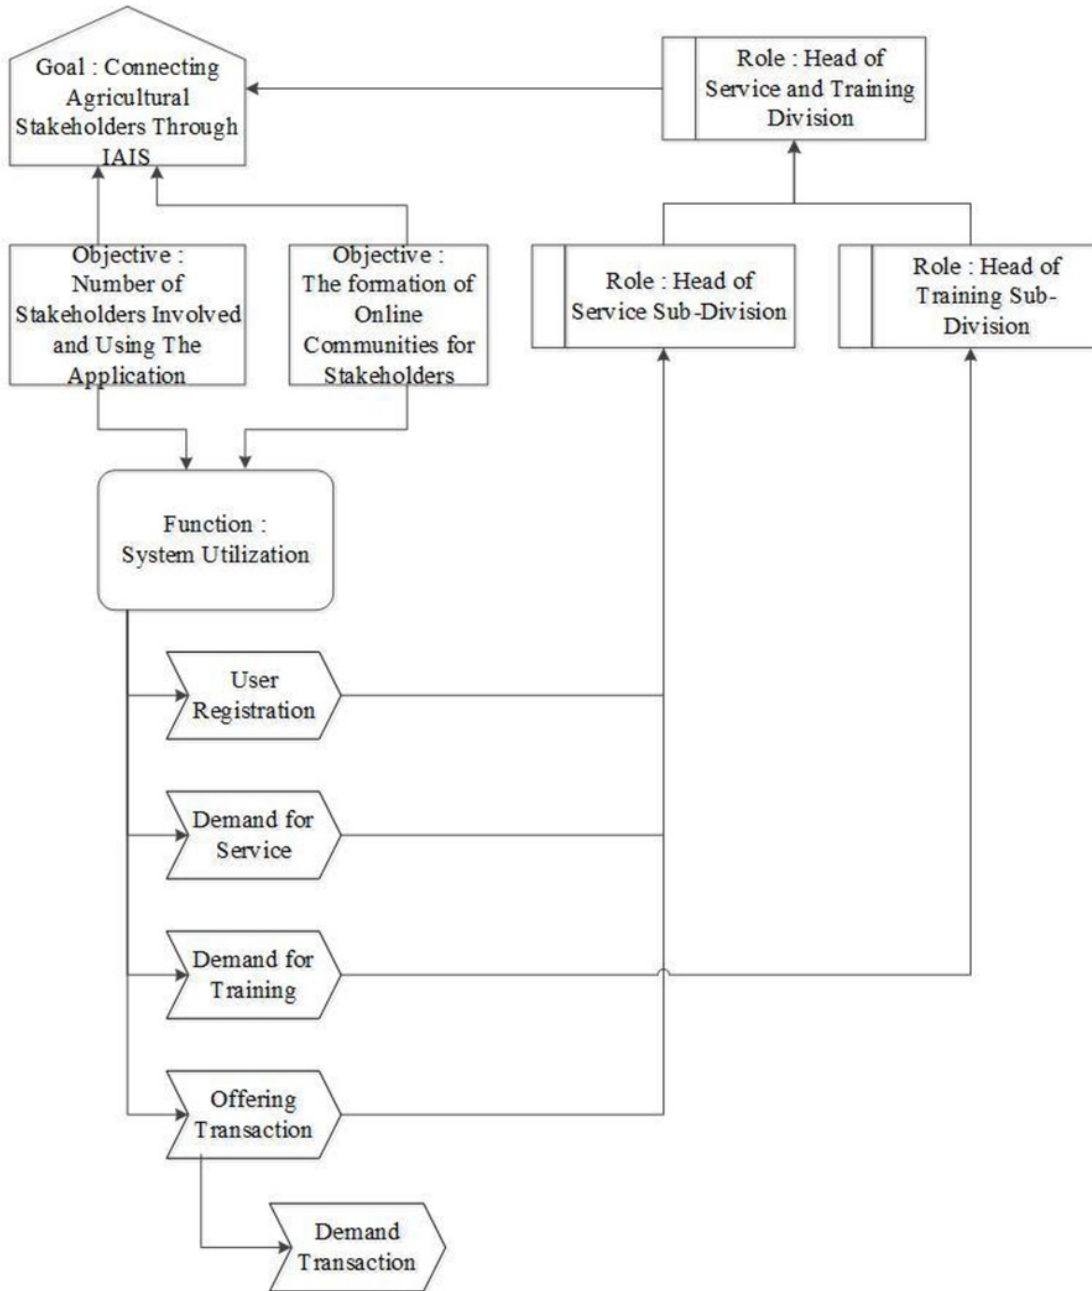 Goal : Connecting
Agricultural
Stakeholders Through
IAIS
Role : Head of
Service and Training
Division
Objective :
Number of
Stakeholders Involved
and Using The
Application
Objective :
The formation of
Online
Communities for
Stakeholders
Role : Head of
Service Sub-Division
Role : Head of
Training Sub-
Division
Function :
System Utilization
User
Registration
Demand for
Service
Demand for
Training
Offering
Transaction
Demand
Transaction